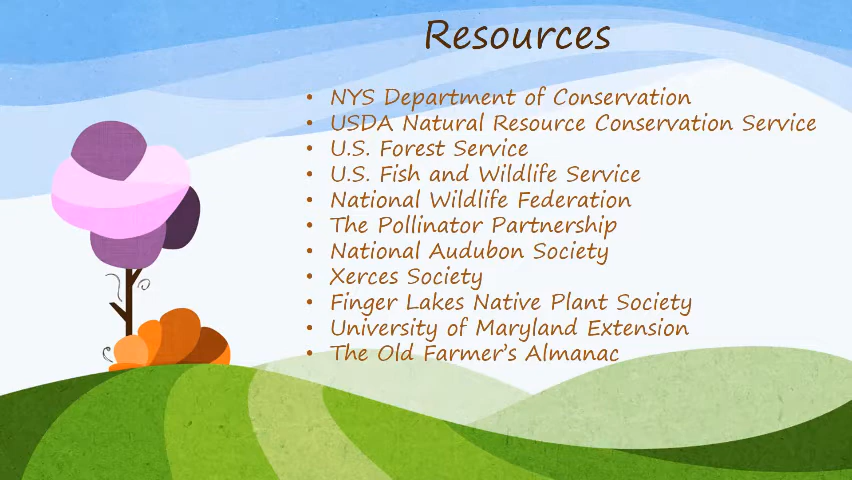 Resources
• NYS Department of Conservation
• USDA Natural Resource Conservation Service
• U.S. Forest Service
• U.S. Fish and Wildlife Service
• National Wildlife Federation
• The Pollinator Partnership
• National Audubon Society
• Xerces Society
• Finger Lakes Native Plant Society
• University of Maryland Extension
• The Old Farmer’s Almanac